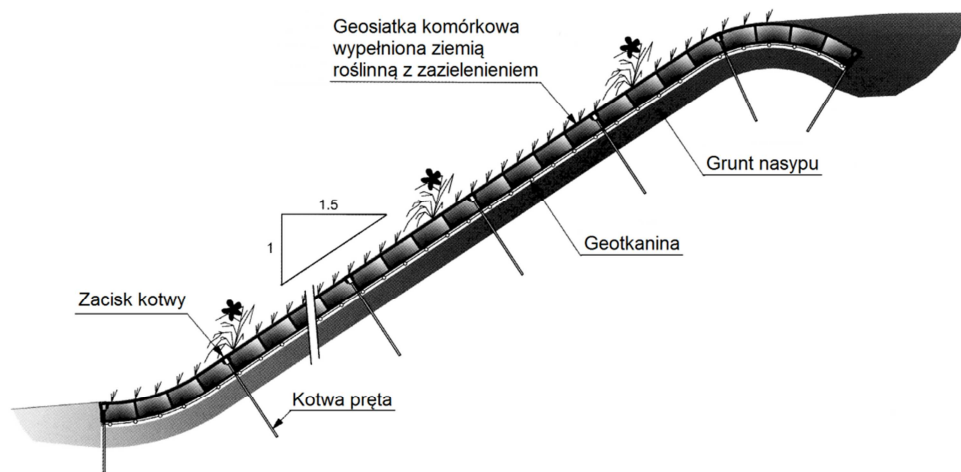 Geosiatka komórkowa
wypełniona ziemią
roślinną z zazielenieniem
Grunt nasypu
1.5
1
Geotkanina
Zacisk kotwy
Kotwa pręta